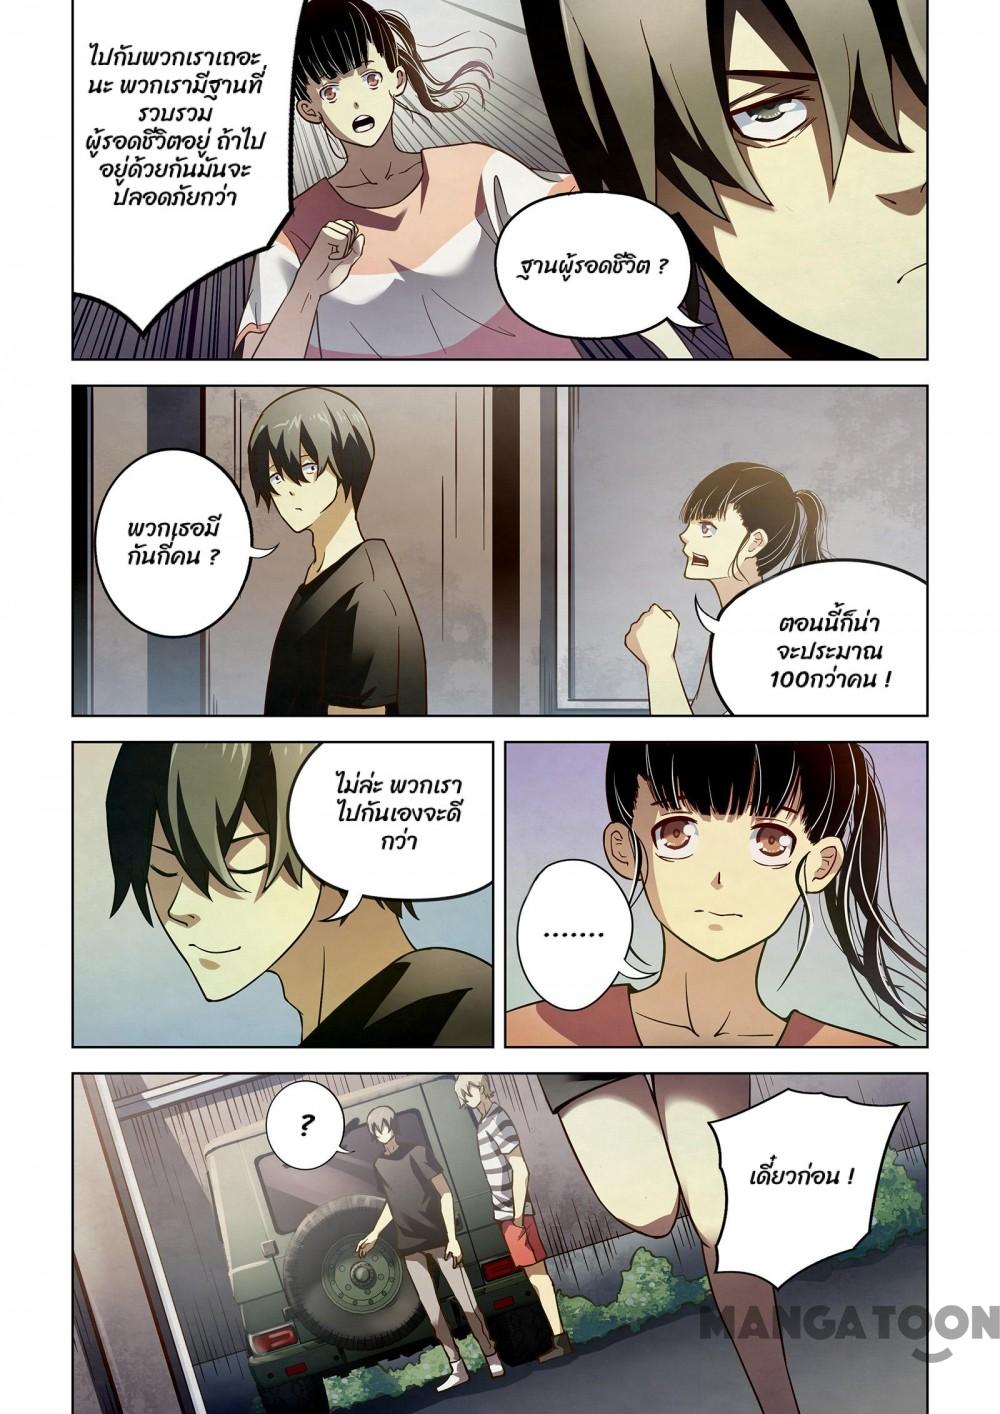 ไปกับพวกเราเถอะ
นะ พวกเรามีฐานที่
รวบรวม
ผู้รอดชีวิตอยู่ ถ้าไป
อยู่ด้วยกันมันจะ
ปลอดภัยกว่า
ฐานผู้รอดชีวิต ?
พวกเธอมี
กันกี่คน ?
ตอนนี้ก็น่า
จะประมาณ
100กว่าคน !
ไม่ล่ะ พวกเรา
ไปกันเองจะดี
กว่า
.......
?
เดี๋ยวก่อน !
MANGATOON